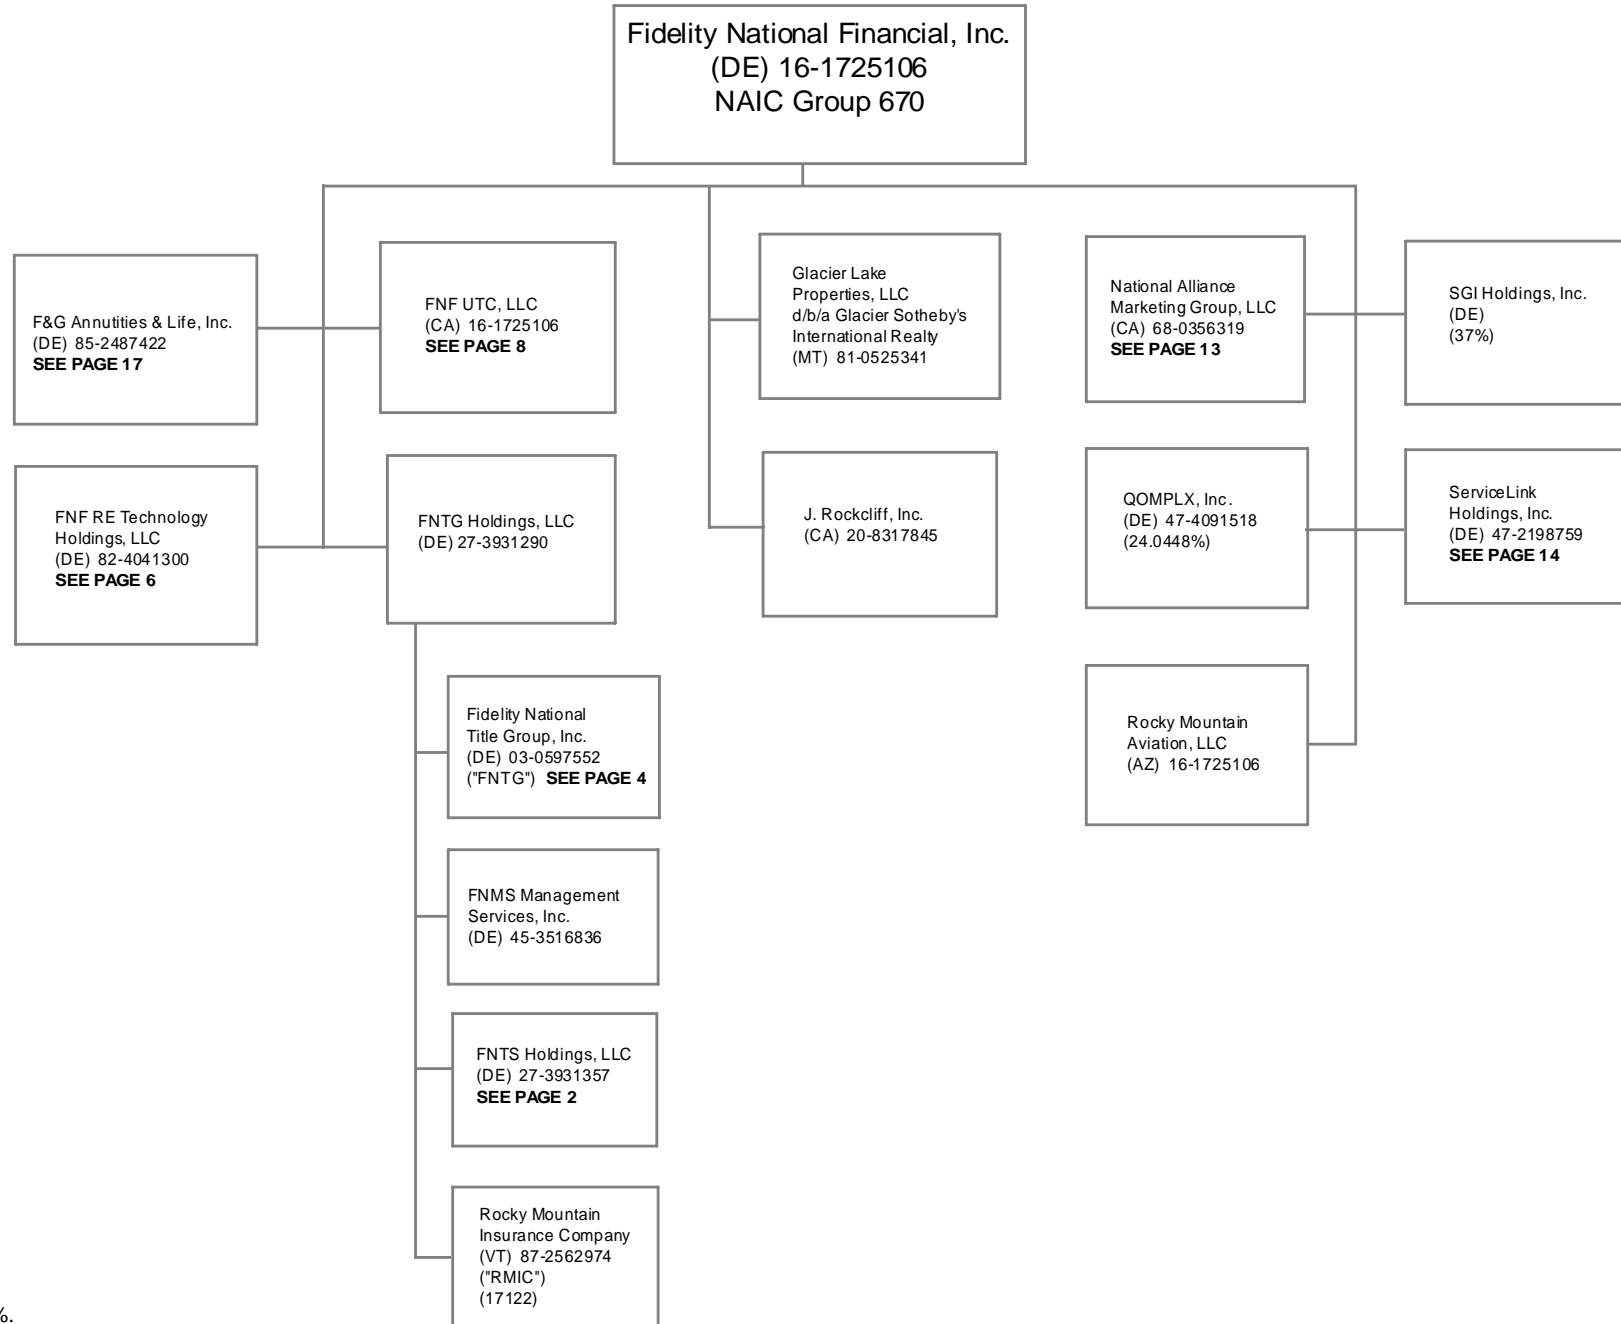 Fidelity National Financial, Inc.
(DE) 16-1725106
NAIC Group 670
F&G Annutities & Life, Inc.
(DE) 85-2487422
SEE PAGE 17
FNF UTC, LLC
(CA) 16-1725106
SEE PAGE 8
Glacier Lake
Properties, LLC
d/b/a Glacier Sotheby's
International Realty
(MT) 81-0525341
National Alliance
Marketing Group, LLC
(CA) 68-0356319
SEE PAGE 13
SGI Holdings, Inc.
(DE)
(37%)
FNF RE Technology
Holdings, LLC
(DE) 82-4041300
SEE PAGE 6
FNTG Holdings, LLC
(DE) 27-3931290
J. Rockcliff, Inc.
(CA) 20-8317845
QOMPLX, Inc.
(DE) 47-4091518
(24.0448%)
ServiceLink
Holdings, Inc.
(DE) 47-2198759
SEE PAGE 14
Fidelity National
Title Group, Inc.
(DE) 03-0597552
("FNTG") SEE PAGE 4
Rocky Mountain
Aviation, LLC
(AZ) 16-1725106
FNMS Management
Services, Inc.
(DE) 45-3516836
FNTS Holdings, LLC
(DE) 27-3931357
SEE PAGE 2
Rocky Mountain
Insurance Company
(VT) 87-2562974
("RMIC")
(17122)
%.